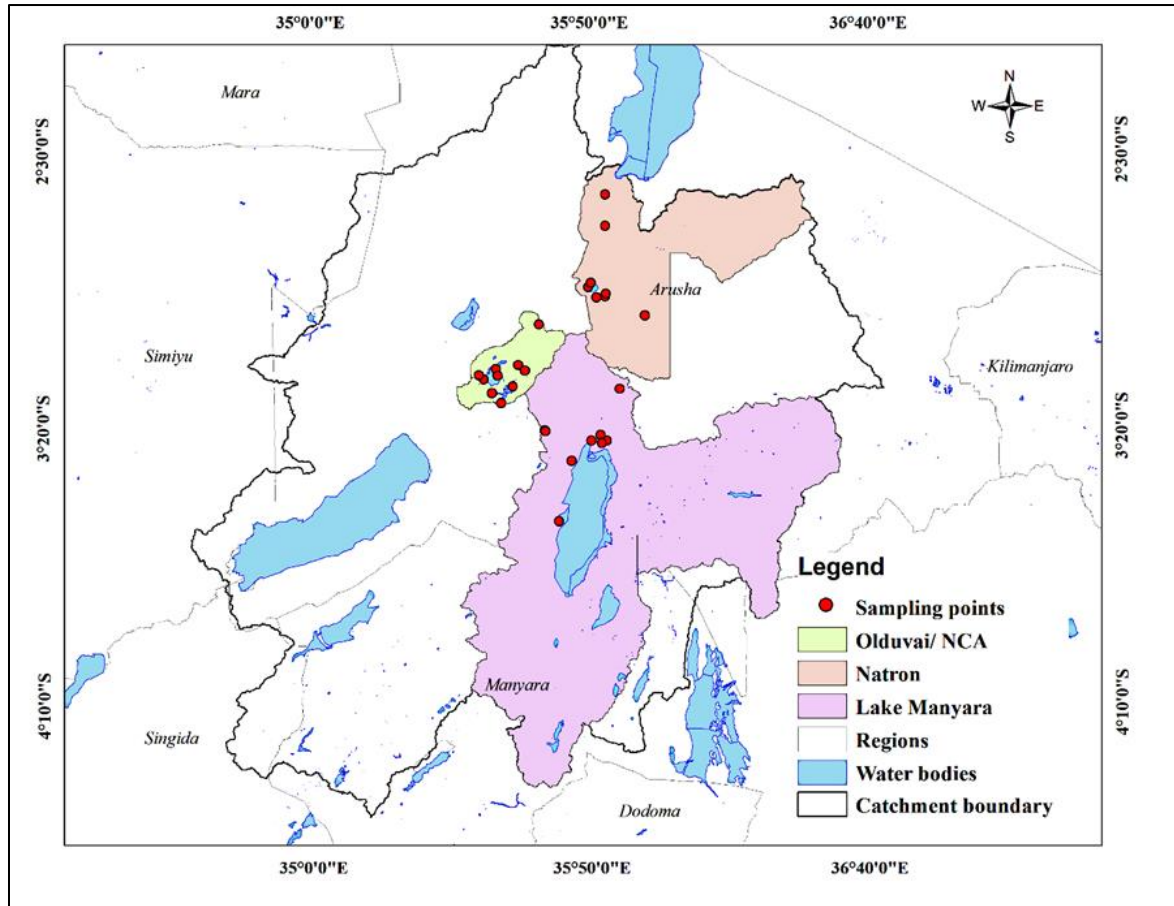 35°0'0"E 35°50'0"E 36°40'0"E
Mara
N
W E
S
2°30'0"S
2°30'0"S
Arusha
Simiyu
Kilimanjaro
3°20'0"S
3°20'0"S
Legend
Sampling points
Olduvai/ NCA
Natron
Lake Manyara
Regions
Water bodies
Catchment boundary
Manyara
4°10'0"S
4°10'0"S
Singida
Dodoma
35°0'0"E 35°50'0"E 36°40'0"E